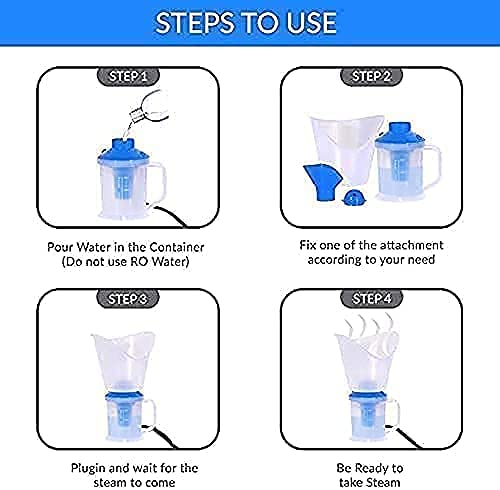 STEPS TO USE
STEP 1
STEP 2
Pour Water in the Container
(Do not use RO Water)
Fix one of the attachment
according to your need
STEP 3
STEP 4
Plugin and wait for the
steam to come
Be Ready to
take Steam